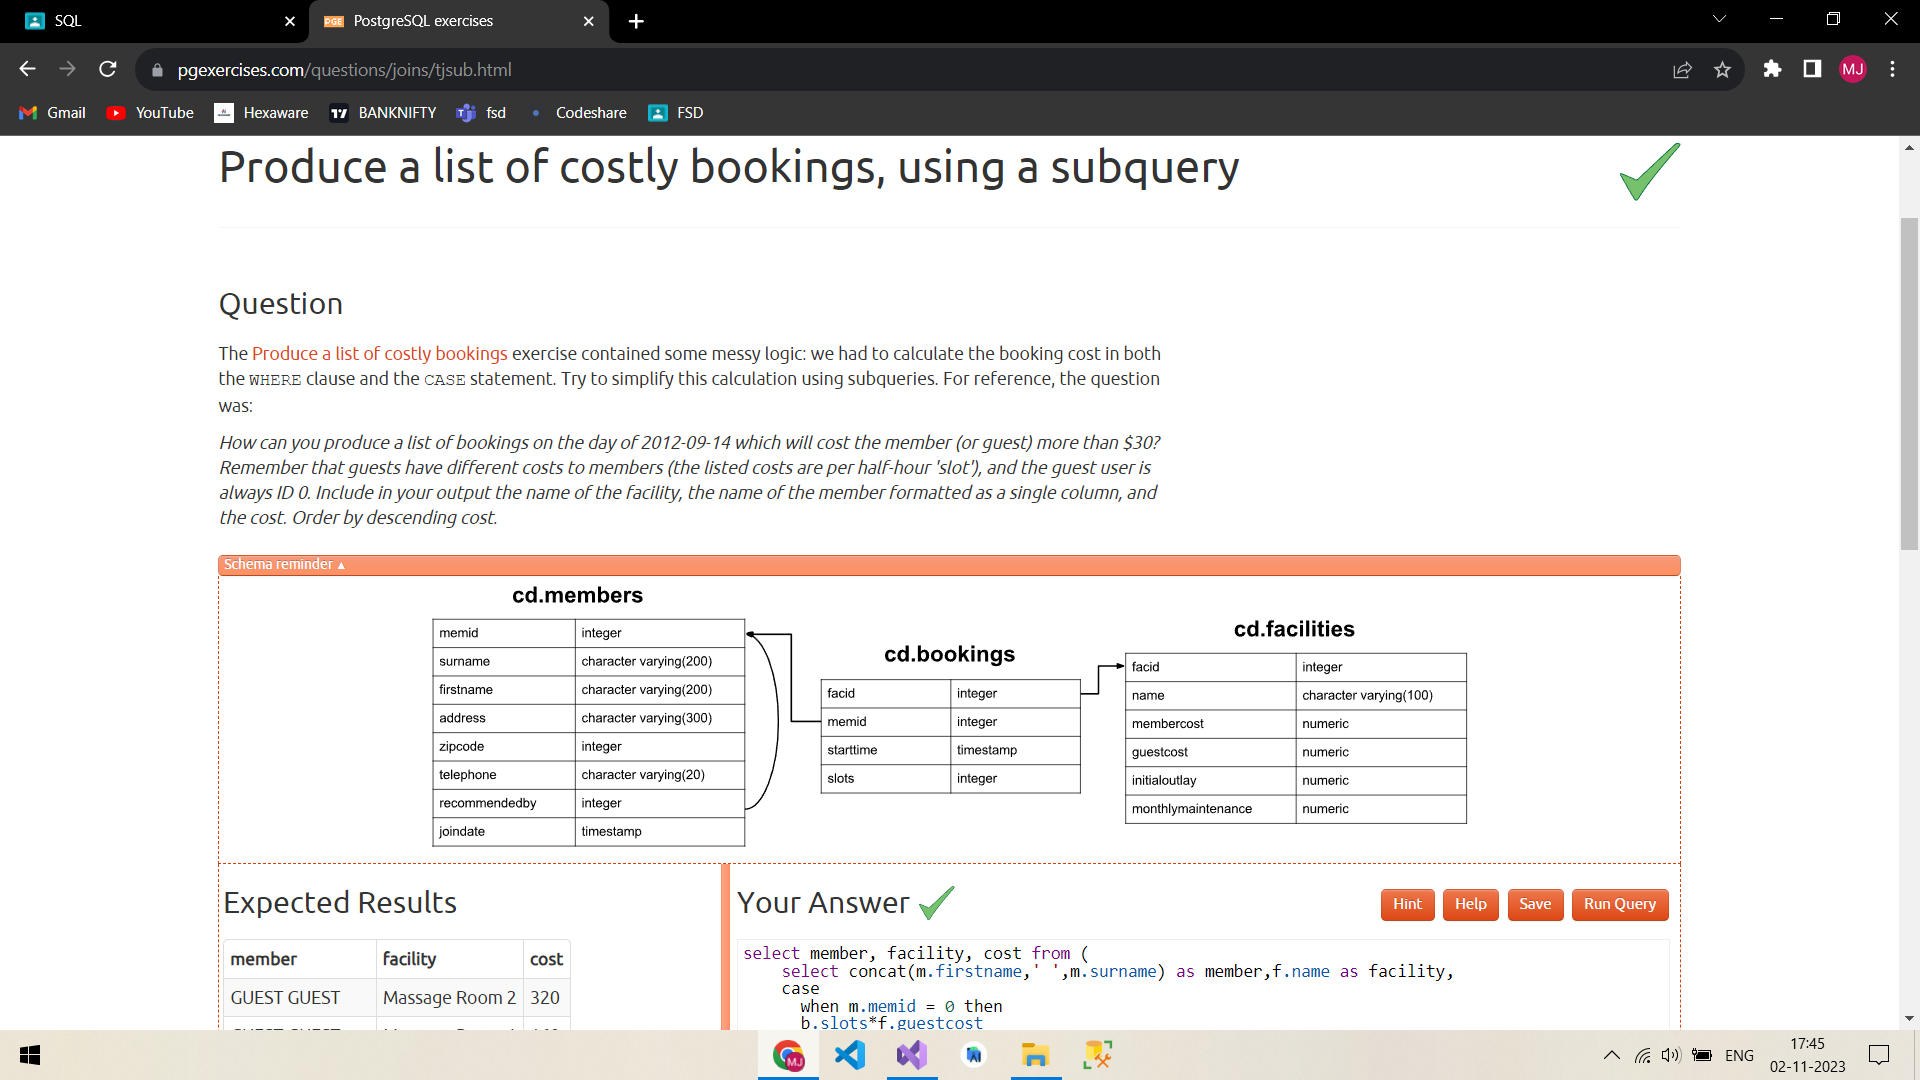 SQL
PostgreSQL exercises
pgexercises.com/questions/joins/tjsub.html
MJ
Gmail
YouTube
Hexaware
BANKNIFTY
fsd
Codeshare
FSD
Produce a list of costly bookings, using a subquery
Question
The Produce a list of costly bookings exercise contained some messy logic: we had to calculate the booking cost in both
the WHERE clause and the CASE statement. Try to simplify this calculation using subqueries. For reference, the question
was:
How can you produce a list of bookings on the day of 2012-09-14 which will cost the member (or guest) more than $30?
Remember that guests have different costs to members (the listed costs are per half-hour 'slot'), and the guest user is
always ID 0. Include in your output the name of the facility, the name of the member formatted as a single column, and
the cost. Order by descending cost.
Schema reminder ▲
cd.members
memid integer
surname character varying(200)
firstname character varying(200)
address character varying(300)
zipcode integer
telephone character varying(20)
recommendedby integer
joindate timestamp
cd.bookings
facid integer
memid integer
starttime timestamp
slots integer
cd.facilities
facid integer
name character varying(100)
membercost numeric
guestcost numeric
initialoutlay numeric
monthlymaintenance numeric
Expected Results
member facility cost
GUEST GUEST Massage Room 2 320
Your Answer
Hint Help Save Run Query
select member, facility, cost from (
select concat(m.firstname,' ',m.surname) as member,f.name as facility,
case
when m.memid = 0 then
b.slots*f.guestcost
MJ
ENG
17:45
02-11-2023